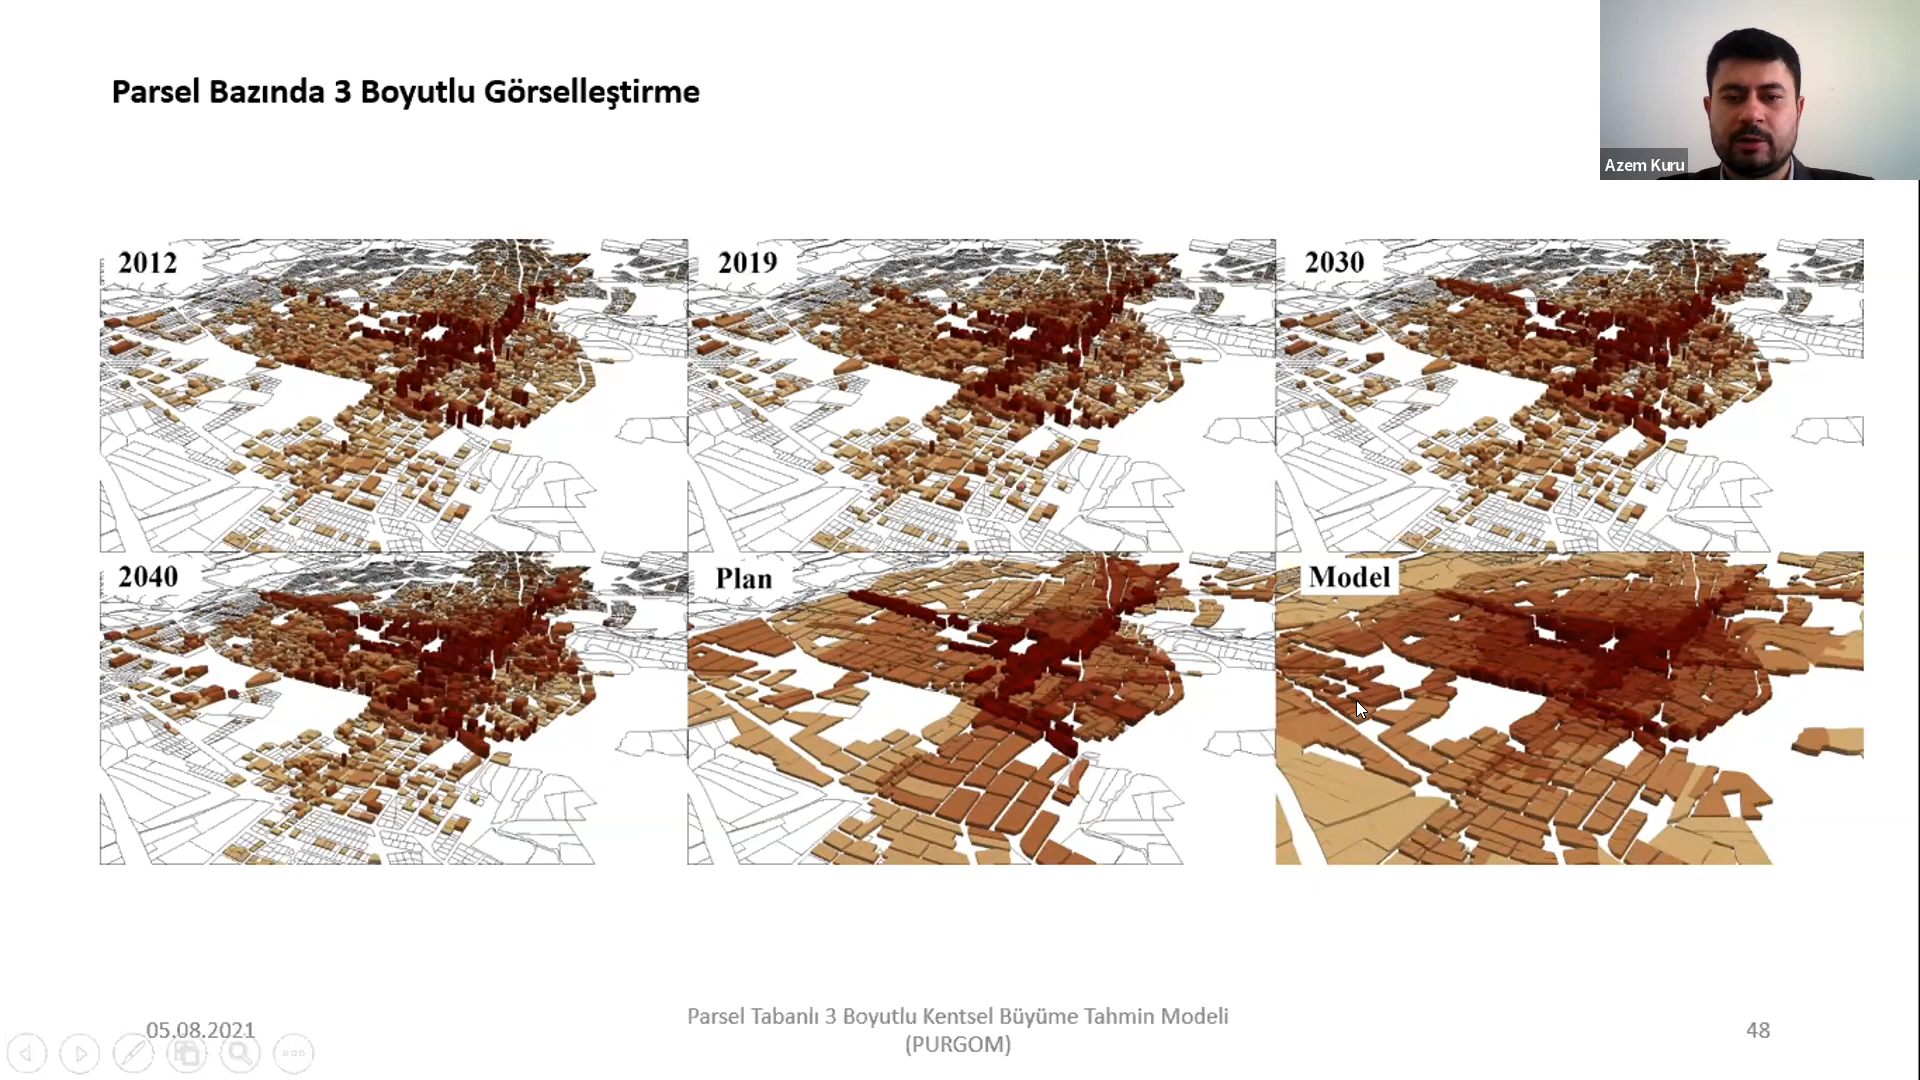 Parsel Bazında 3 Boyutlu Görselleştirme
Azem Kuru
2012
2019
2030
2040
Plan
Model
05.08.2021
Parsel Tabanlı 3 Boyutlu Kentsel Büyüme Tahmin Modeli
(PURGOM)
48